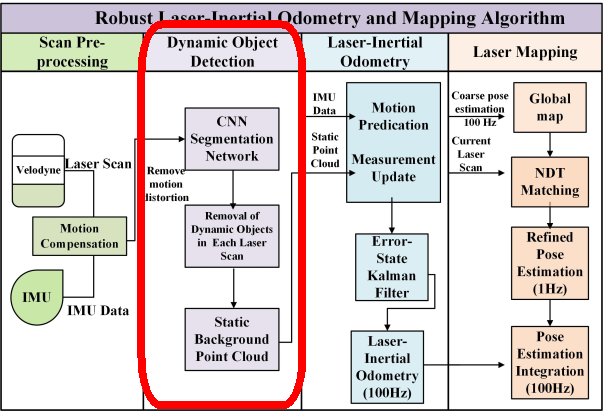 Robust Laser-Inertial Odometry and Mapping Algorithm
Scan Pre-
processing
Velodyne
Laser Scan
Motion
Compensation
IMU
IMU Data
Dynamic Object
Detection
Remove
motion
distortion
CNN
Segmentation
Network
Removal of
Dynamic Objects
in Each Laser
Scan
Static
Background
Point Cloud
Laser-Inertial
Odometry
IMU
Data
Static
Point
Cloud
Motion
Predication
Measurement
Update
Error-
State
Kalman
Filter
Laser-
Inertial
Odometry
(100Hz)
Laser Mapping
Coarse pose
estimation
100 Hz
Current
Laser
Scan
Global
map
NDT
Matching
Refined
Pose
Estimation
(1Hz)
Pose
Estimation
Integration
(100Hz)